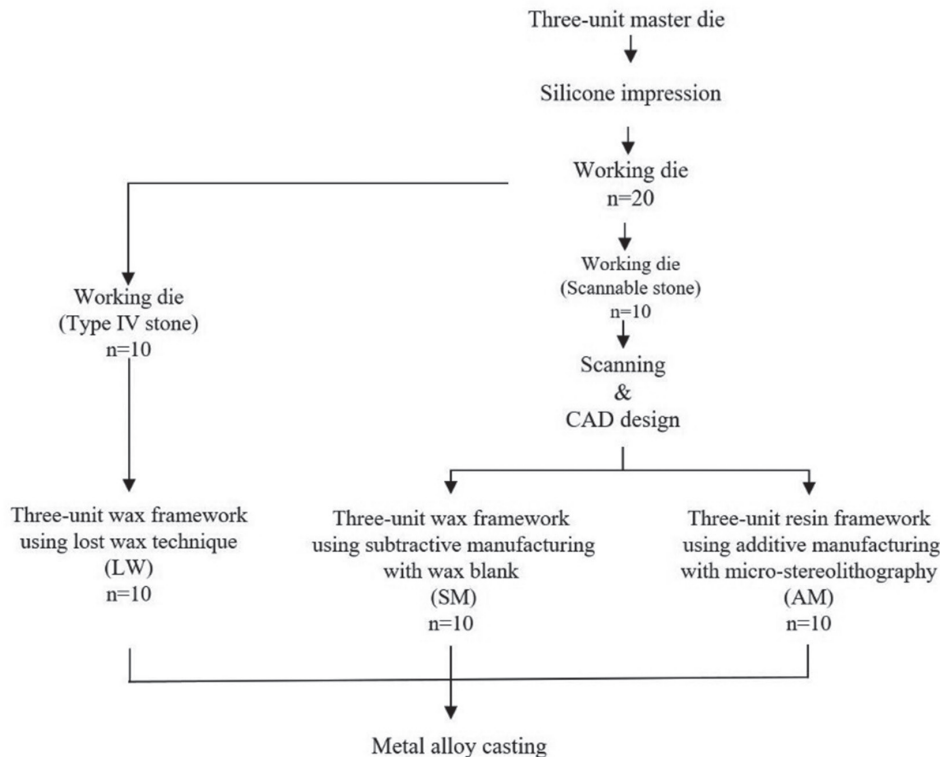 Three-unit master die
Silicone impression
Working die
n=20
Working die
(Scannable stone)
n=10
Working die
(Type IV stone)
n=10
Scanning
&
CAD design
Three-unit wax framework
using lost wax technique
(LW)
n=10
Three-unit wax framework
using subtractive manufacturing
with wax blank
(SM)
n=10
Three-unit resin framework
using additive manufacturing
with micro-stereolithography
(AM)
n=10
Metal alloy casting